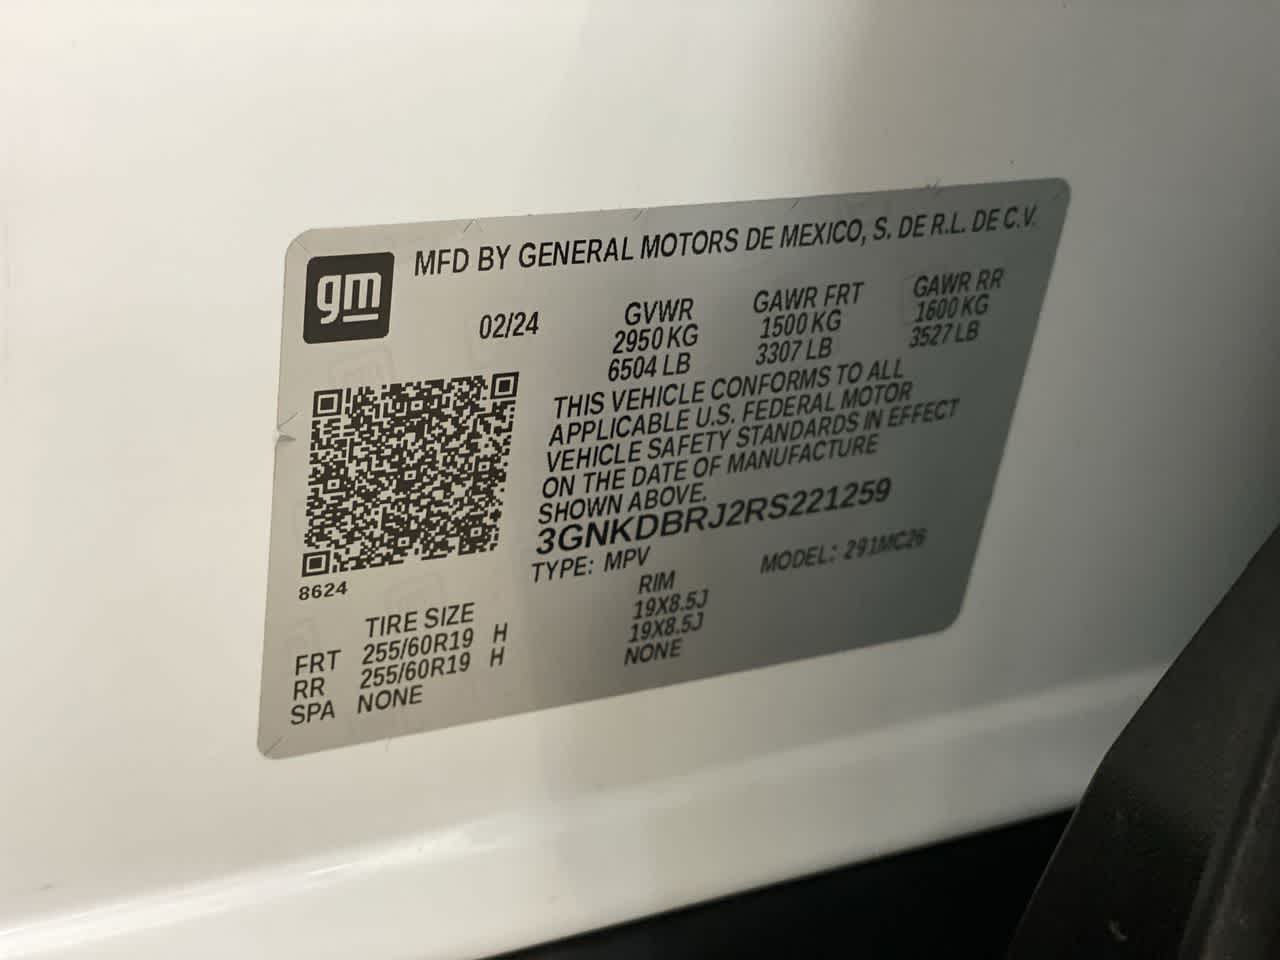 gm
MFD BY GENERAL MOTORS DE MEXICO, S. DE R.L. DE C.V.
02/24 GVWR GAWR FRT GAWR RR
2950 KG 1500 KG 1600 KG
6504 LB 3307 LB 3527 LB
THIS VEHICLE CONFORMS TO ALL
APPLICABLE U.S. FEDERAL MOTOR
VEHICLE SAFETY STANDARDS IN EFFECT
ON THE DATE OF MANUFACTURE
SHOWN ABOVE.
3GNKDBRJ2RS221259
TYPE: MPV MODEL: 291MC26
8624
TIRE SIZE RIM
FRT 255/60R19 H 19X8.5J
RR 255/60R19 H 19X8.5J
SPA NONE NONE